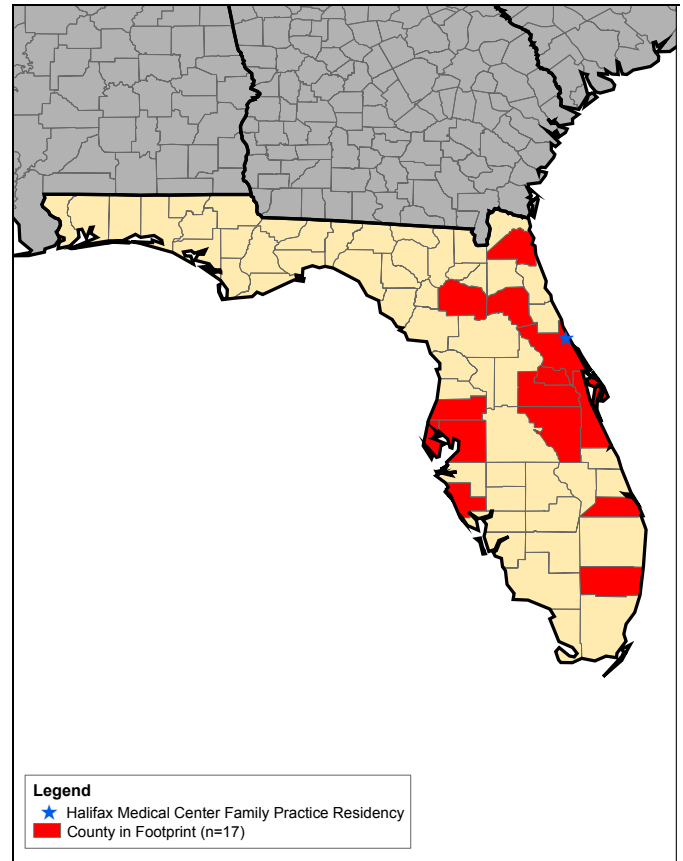 Legend
Halifax Medical Center Family Practice Residency
County in Footprint (n=17)